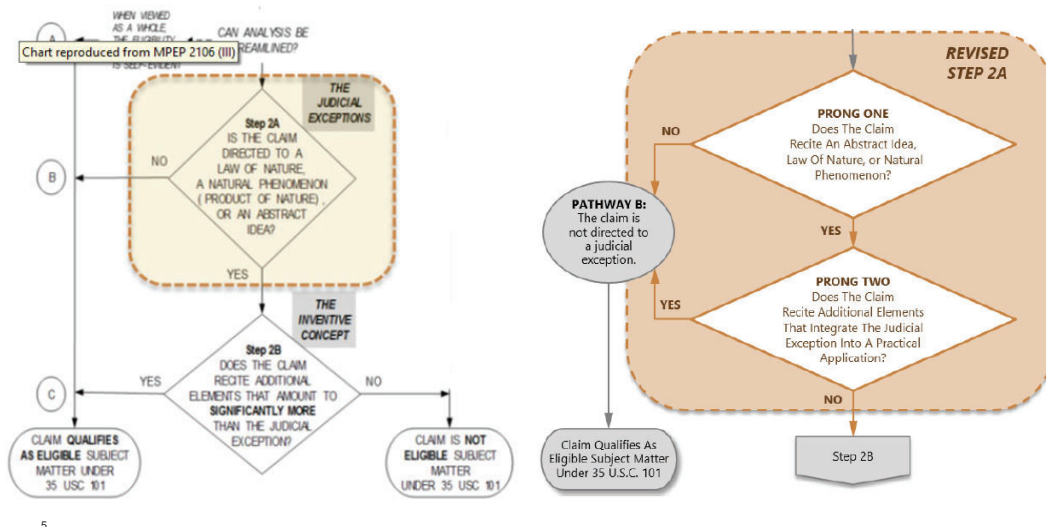 WHEN VIEWED
AS A WHOLE,
THE ELIGIBILITY
IS SELF-EVIDENT
CAN ANALYSIS BE
STREAMLINED?
A
Chart reproduced from MPEP 2106 (III)
THE
JUDICIAL
EXCEPTIONS
Step 2A
IS THE CLAIM
DIRECTED TO A
LAW OF NATURE,
A NATURAL PHENOMENON
( PRODUCT OF NATURE) ,
OR AN ABSTRACT
IDEA?
NO
B
YES
THE
INVENTIVE
CONCEPT
Step 2B
DOES THE CLAIM
RECITE ADDITIONAL
ELEMENTS THAT AMOUNT TO
SIGNIFICANTLY MORE
THAN THE JUDICIAL
EXCEPTION?
YES
NO
C
CLAIM QUALIFIES
AS ELIGIBLE SUBJECT
MATTER UNDER
35 USC 101
CLAIM IS NOT
ELIGIBLE SUBJECT
MATTER
UNDER 35 USC 101
5
REVISED
STEP 2A
PRONG ONE
Does The Claim
Recite An Abstract Idea,
Law Of Nature, or Natural
Phenomenon?
NO
PATHWAY B:
The claim is
not directed to
a judicial
exception.
YES
PRONG TWO
Does The Claim
Recite Additional Elements
That Integrate The Judicial
Exception Into A Practical
Application?
YES
NO
Claim Qualifies As
Eligible Subject Matter
Under 35 U.S.C. 101
Step 2B